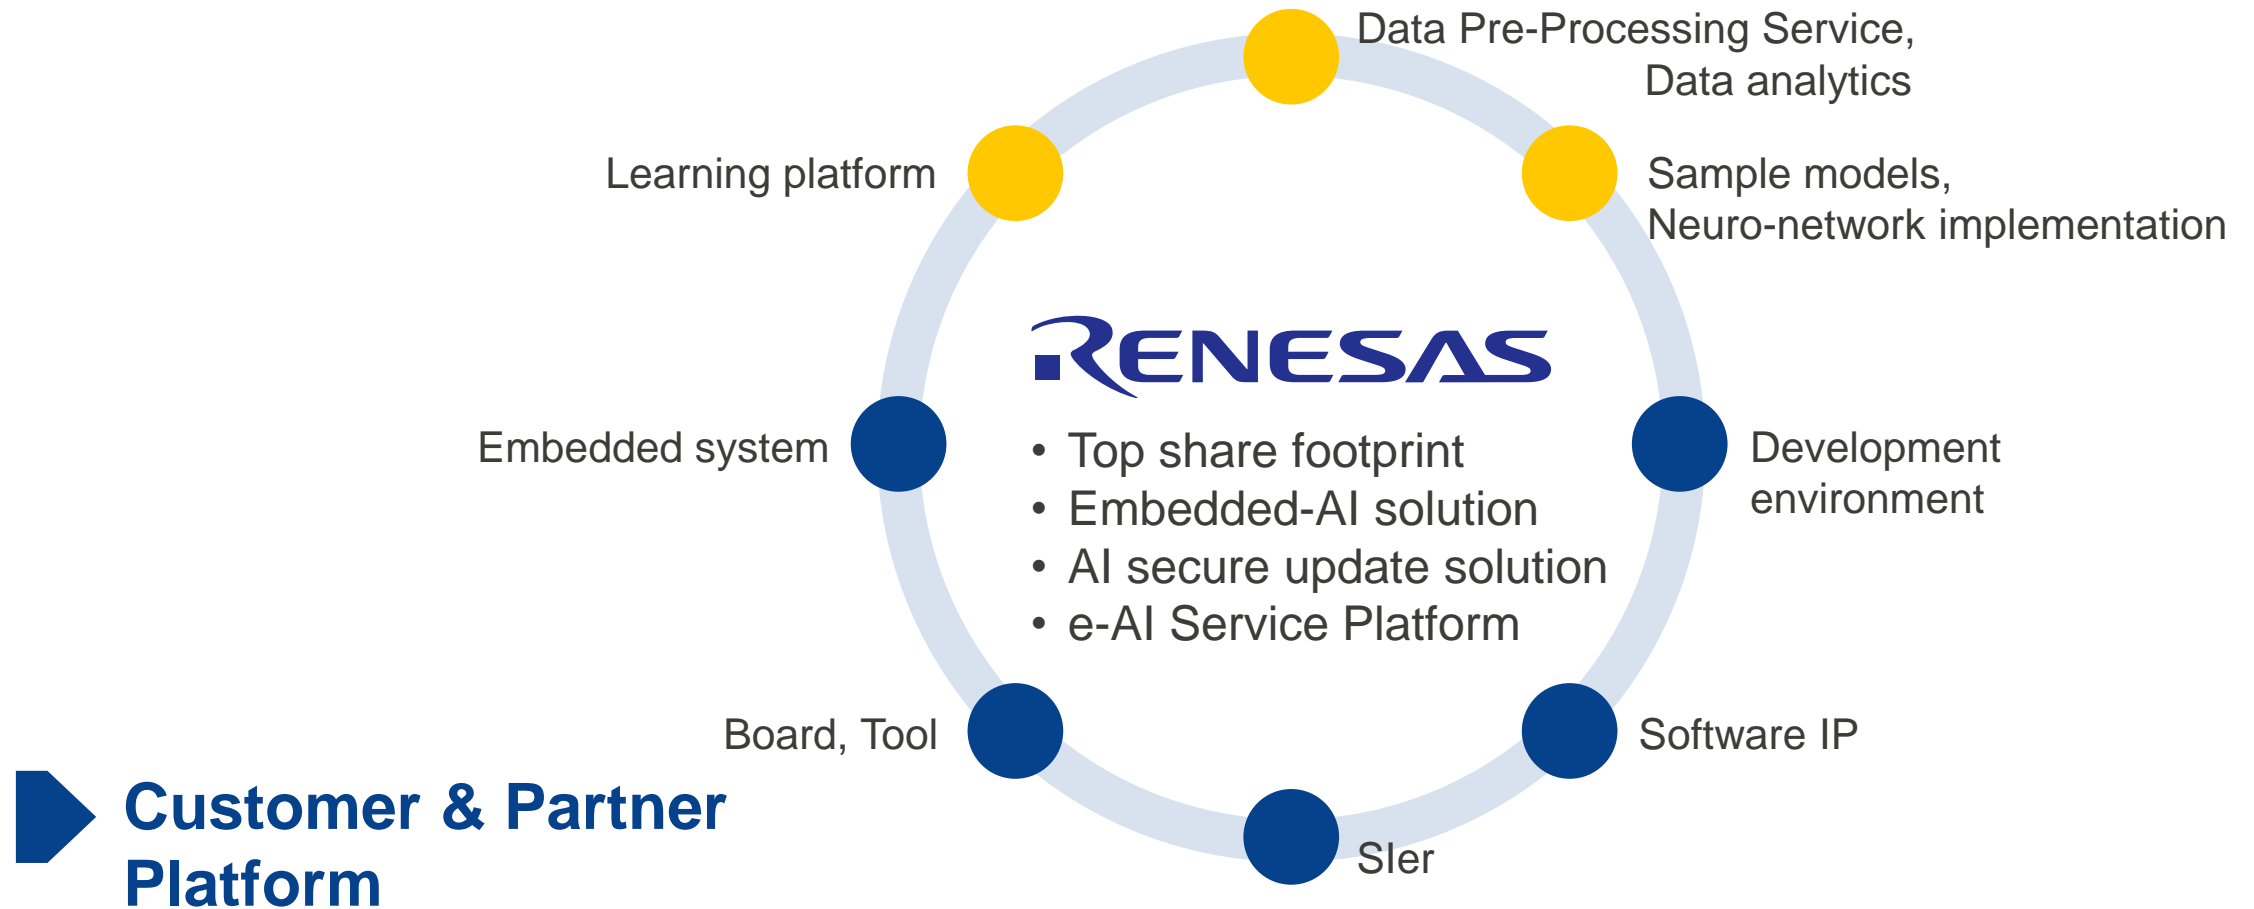 Data Pre-Processing Service,
Data analytics
Learning platform
Sample models,
Neuro-network implementation
RENESAS
Embedded system
• Top share footprint
• Embedded-AI solution
• AI secure update solution
• e-AI Service Platform
Development
environment
Board, Tool
Software IP
SIer
Customer & Partner
Platform